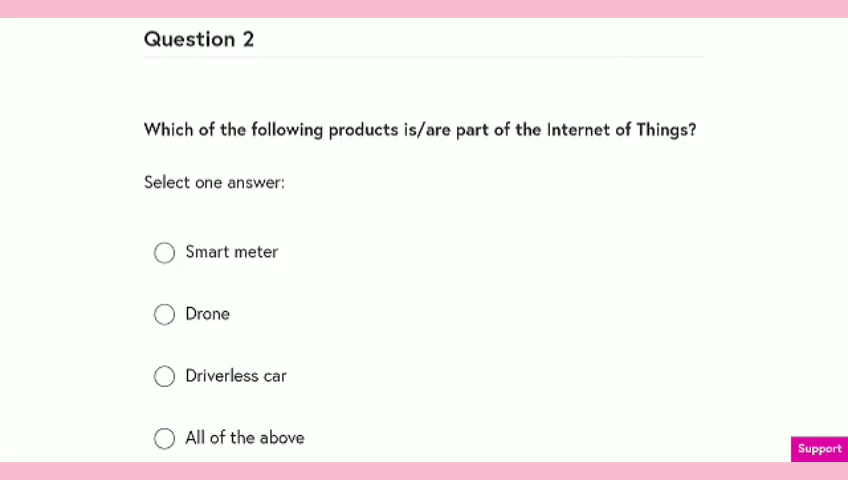 Question 2
Which of the following products is/are part of the Internet of Things?
Select one answer:
Smart meter
Drone
Driverless car
All of the above
Support